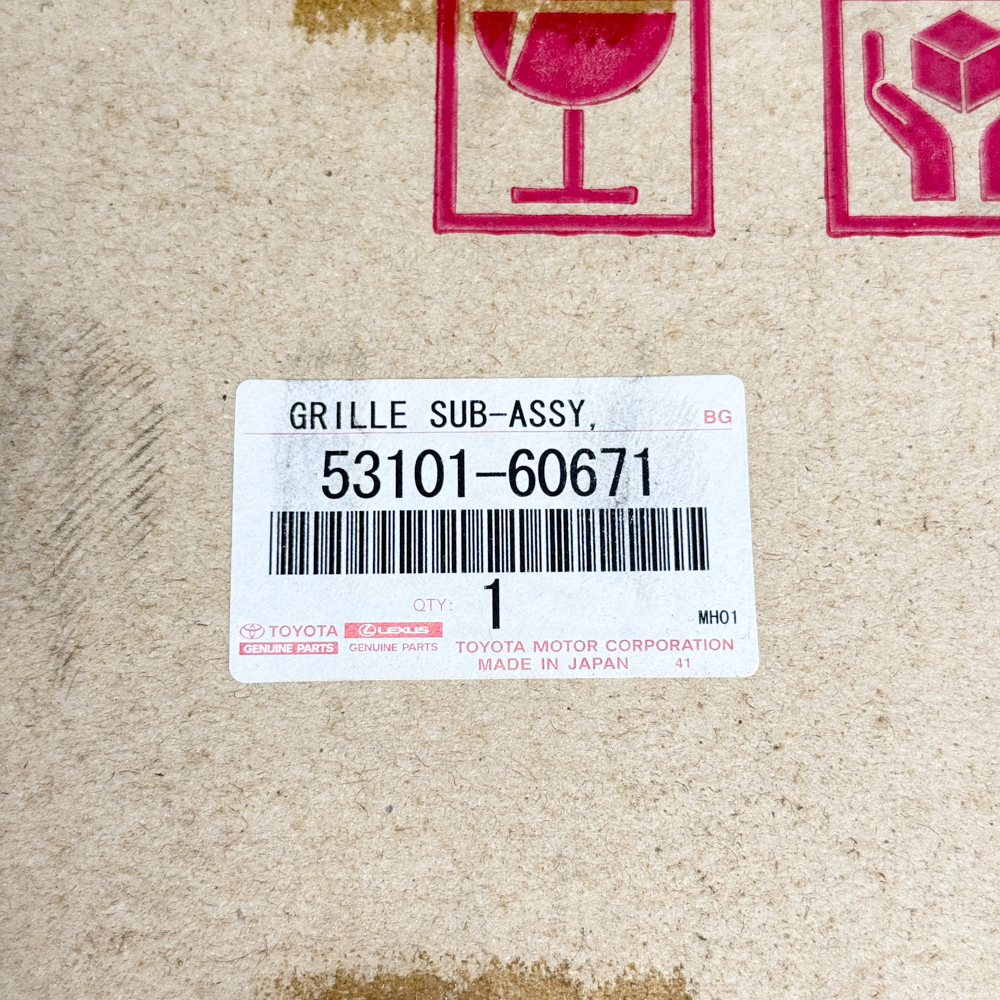 GRILLE SUB-ASSY,
BG
53101-60671
QTY: 1
MH01
TOYOTA
GENUINE PARTS
LEXUS
GENUINE PARTS
TOYOTA MOTOR CORPORATION
MADE IN JAPAN 41